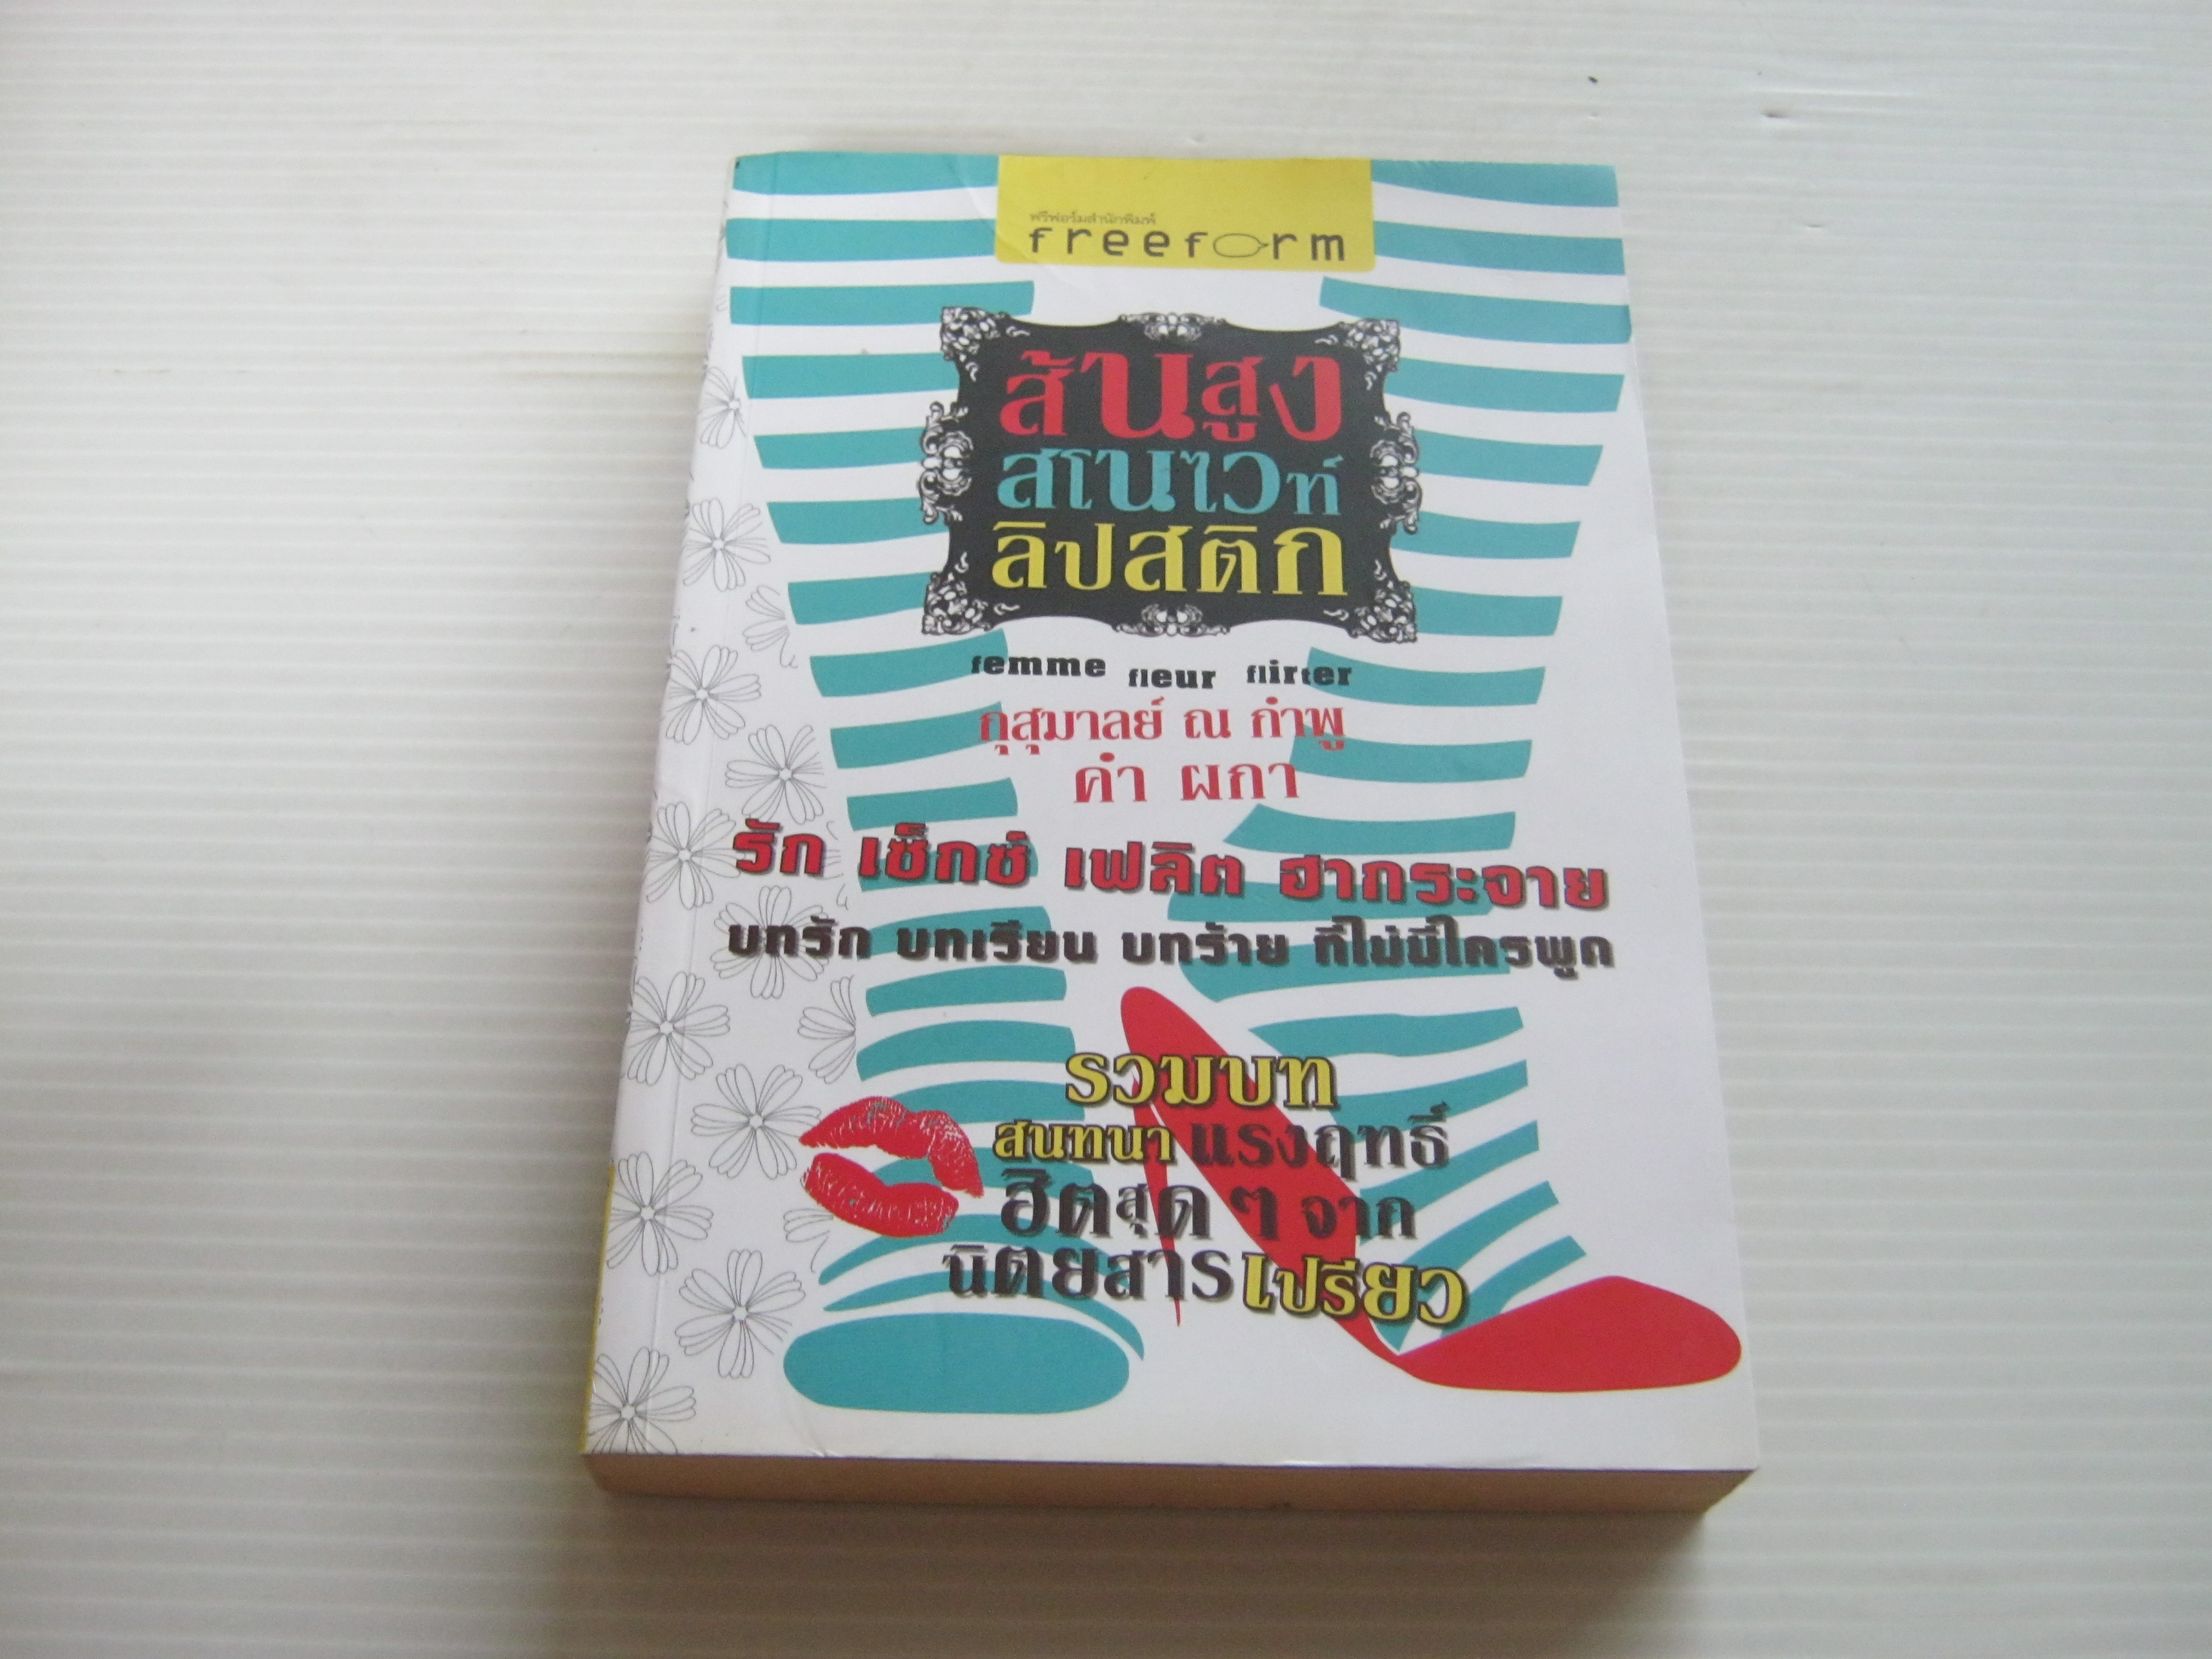 ฟรีฟอร์มสำนักพิมพ์
freeform
ส้นสูง
สโนไวท์
ลิปสติก
femme fleur flirter
กุสุมาลย์ ณ กำพู
คำ ผกา
รัก เซ็กซ์ เฟลิต ฮากระจาย
บทรัก บทเรียน บทร้าย ที่ไม่มีใครพูด
รวมบท
สนทนาแรงฤทธิ์
ฮิตสุด ๆ จาก
นิตยสารเปรียว